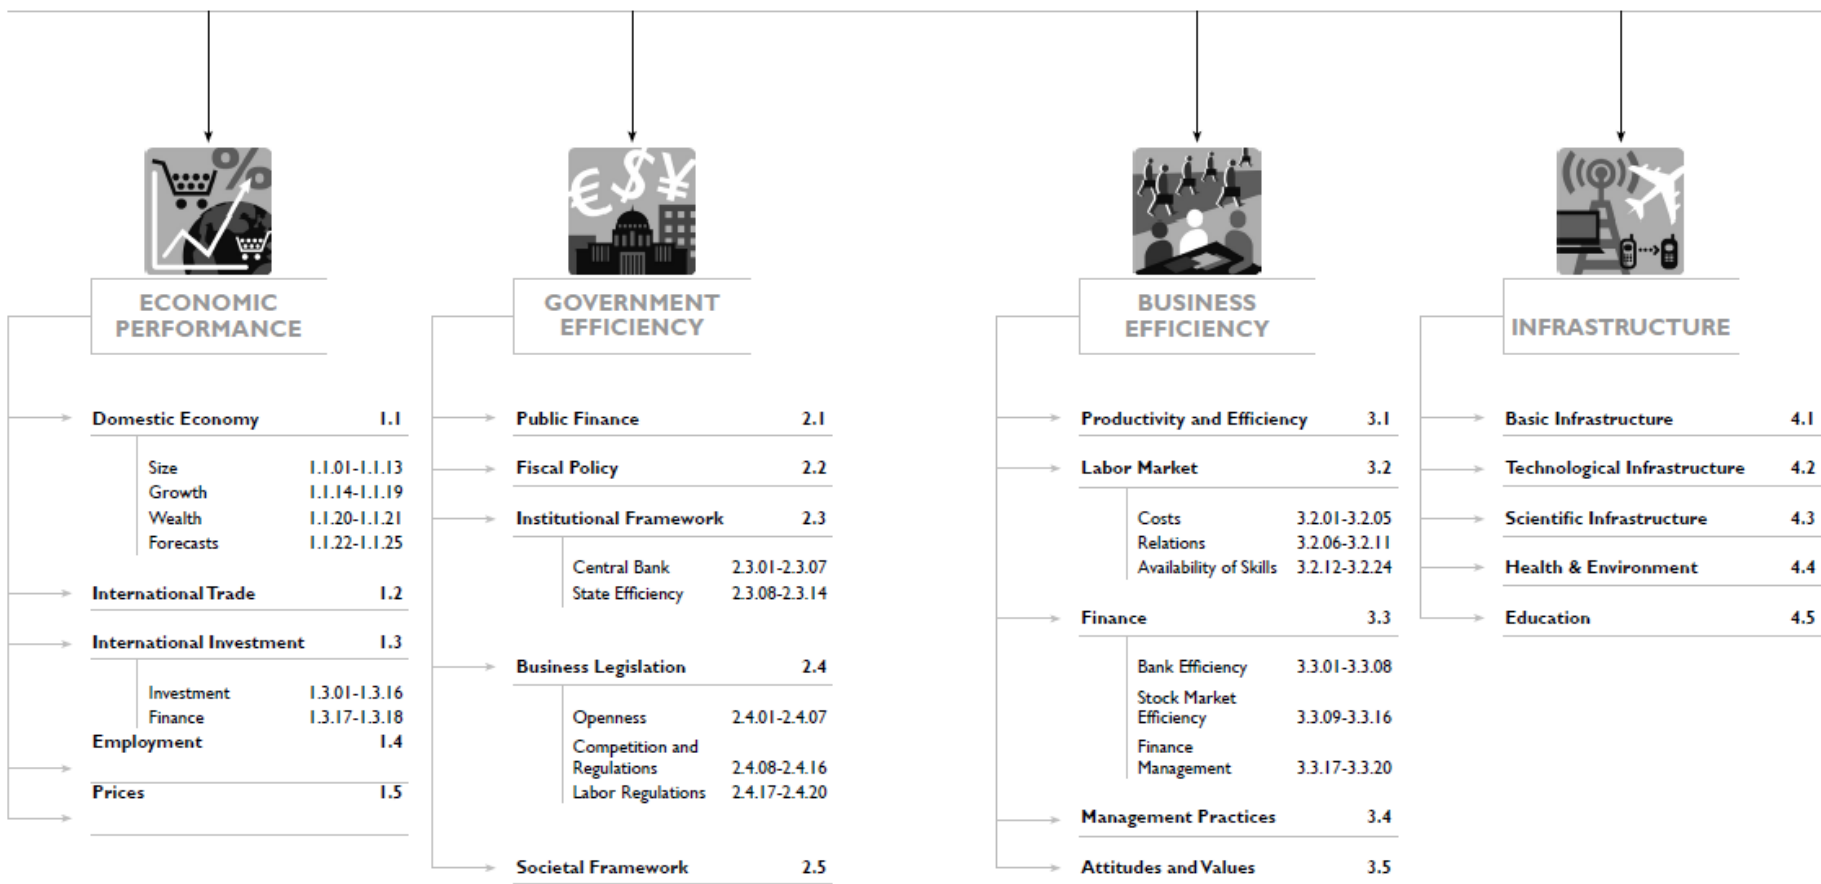 %
€ $ ¥
ECONOMIC
PERFORMANCE
Domestic Economy 1.1
Size 1.1.01-1.1.13
Growth 1.1.14-1.1.19
Wealth 1.1.20-1.1.21
Forecasts 1.1.22-1.1.25
International Trade 1.2
International Investment 1.3
Investment 1.3.01-1.3.16
Finance 1.3.17-1.3.18
Employment 1.4
Prices 1.5
GOVERNMENT
EFFICIENCY
Public Finance 2.1
Fiscal Policy 2.2
Institutional Framework 2.3
Central Bank 2.3.01-2.3.07
State Efficiency 2.3.08-2.3.14
Business Legislation 2.4
Openness 2.4.01-2.4.07
Competition and
Regulations 2.4.08-2.4.16
Labor Regulations 2.4.17-2.4.20
Societal Framework 2.5
BUSINESS
EFFICIENCY
Productivity and Efficiency 3.1
Labor Market 3.2
Costs 3.2.01-3.2.05
Relations 3.2.06-3.2.11
Availability of Skills 3.2.12-3.2.24
Finance 3.3
Bank Efficiency 3.3.01-3.3.08
Stock Market
Efficiency 3.3.09-3.3.16
Finance
Management 3.3.17-3.3.20
Management Practices 3.4
Attitudes and Values 3.5
INFRASTRUCTURE
Basic Infrastructure 4.1
Technological Infrastructure 4.2
Scientific Infrastructure 4.3
Health & Environment 4.4
Education 4.5